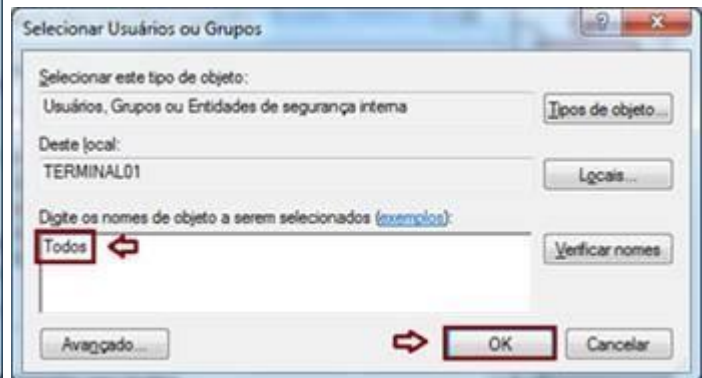 Selecionar Usuários ou Grupos
Selecionar este tipo de objeto:
Usuários, Grupos ou Entidades de segurança interna
Tipos de objeto...
Deste local:
TERMINAL01
Locais...
Digite os nomes de objeto a serem selecionados (exemplos):
Todos
Verificar nomes
Avançado...
OK
Cancelar